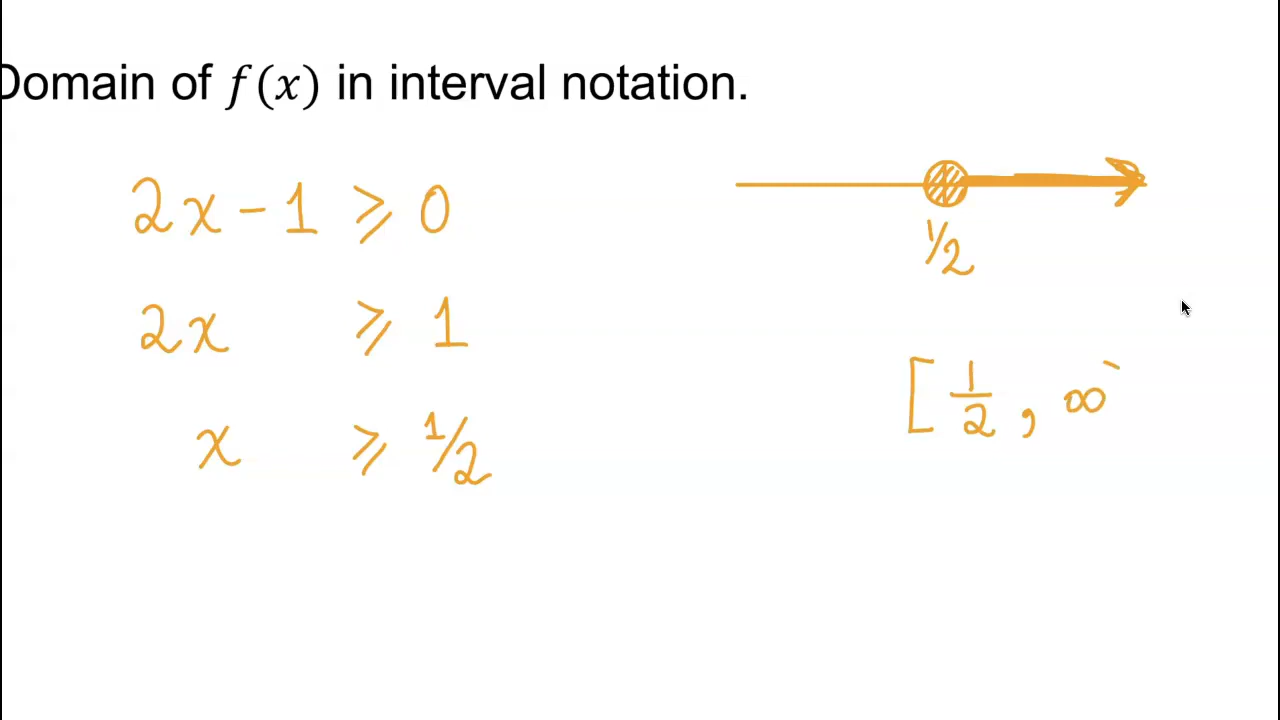 Domain of f(x) in interval notation.
2x - 1 ⩾ 0
2x ⩾ 1
x ⩾ 1/2
1/2
[ 1/2 , ∞